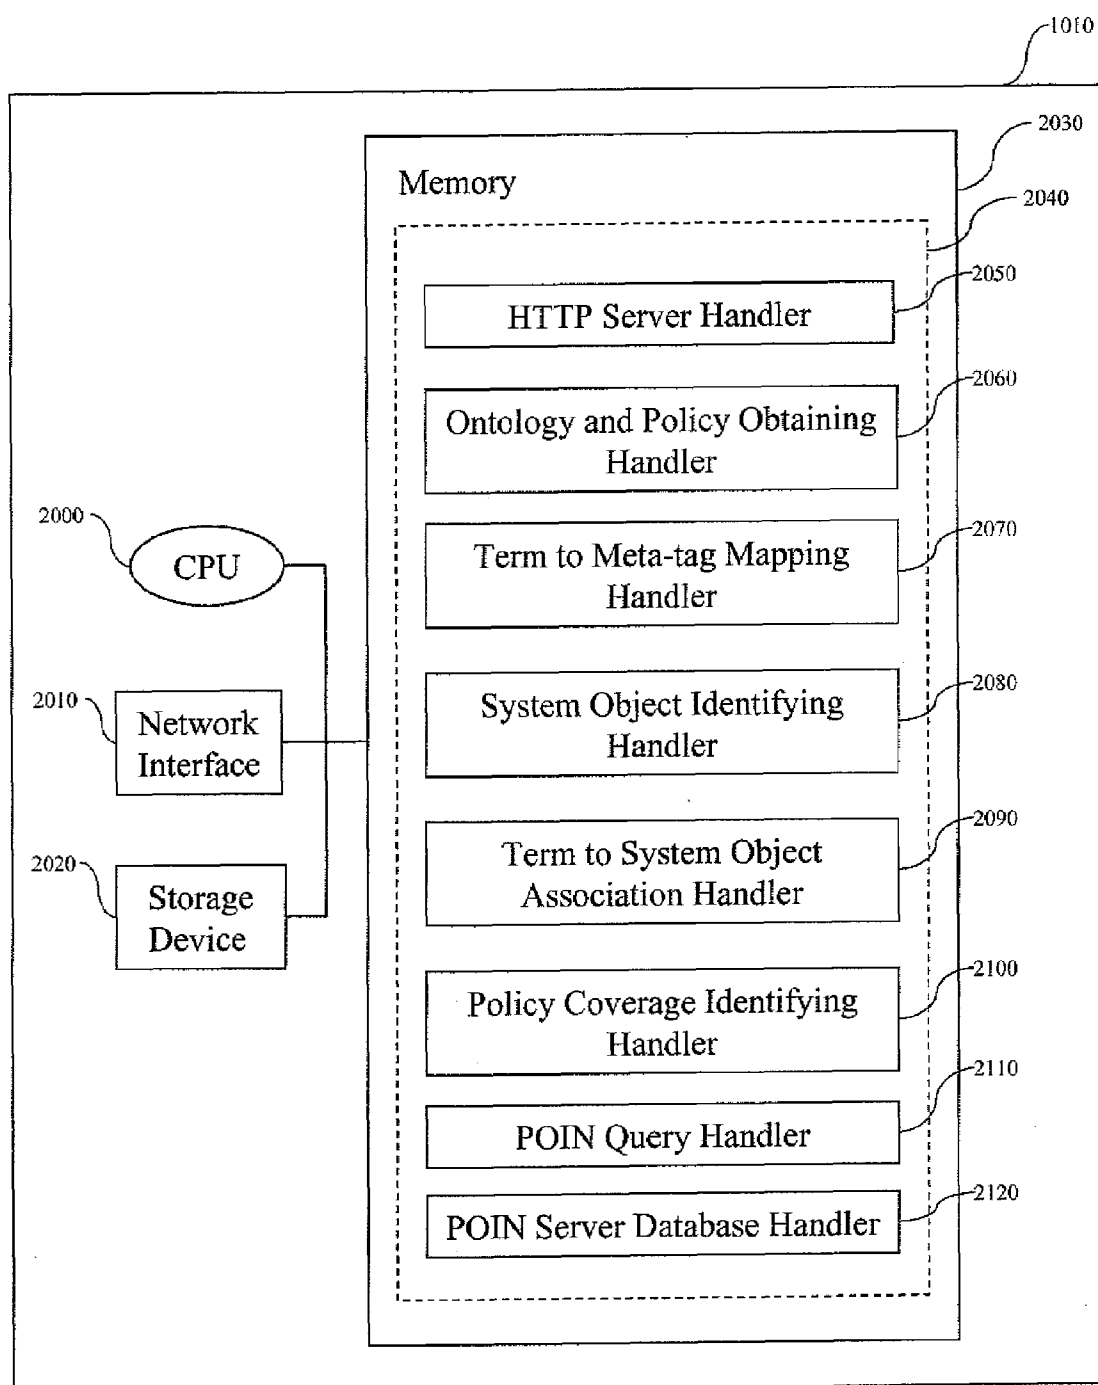 1010
2030
Memory
2040
2050
HTTP Server Handler
2060
Ontology and Policy Obtaining
Handler
2000
CPU
2070
Term to Meta-tag Mapping
Handler
2010
Network
Interface
2080
System Object Identifying
Handler
2020
Storage
Device
2090
Term to System Object
Association Handler
2100
Policy Coverage Identifying
Handler
2110
POIN Query Handler
2120
POIN Server Database Handler